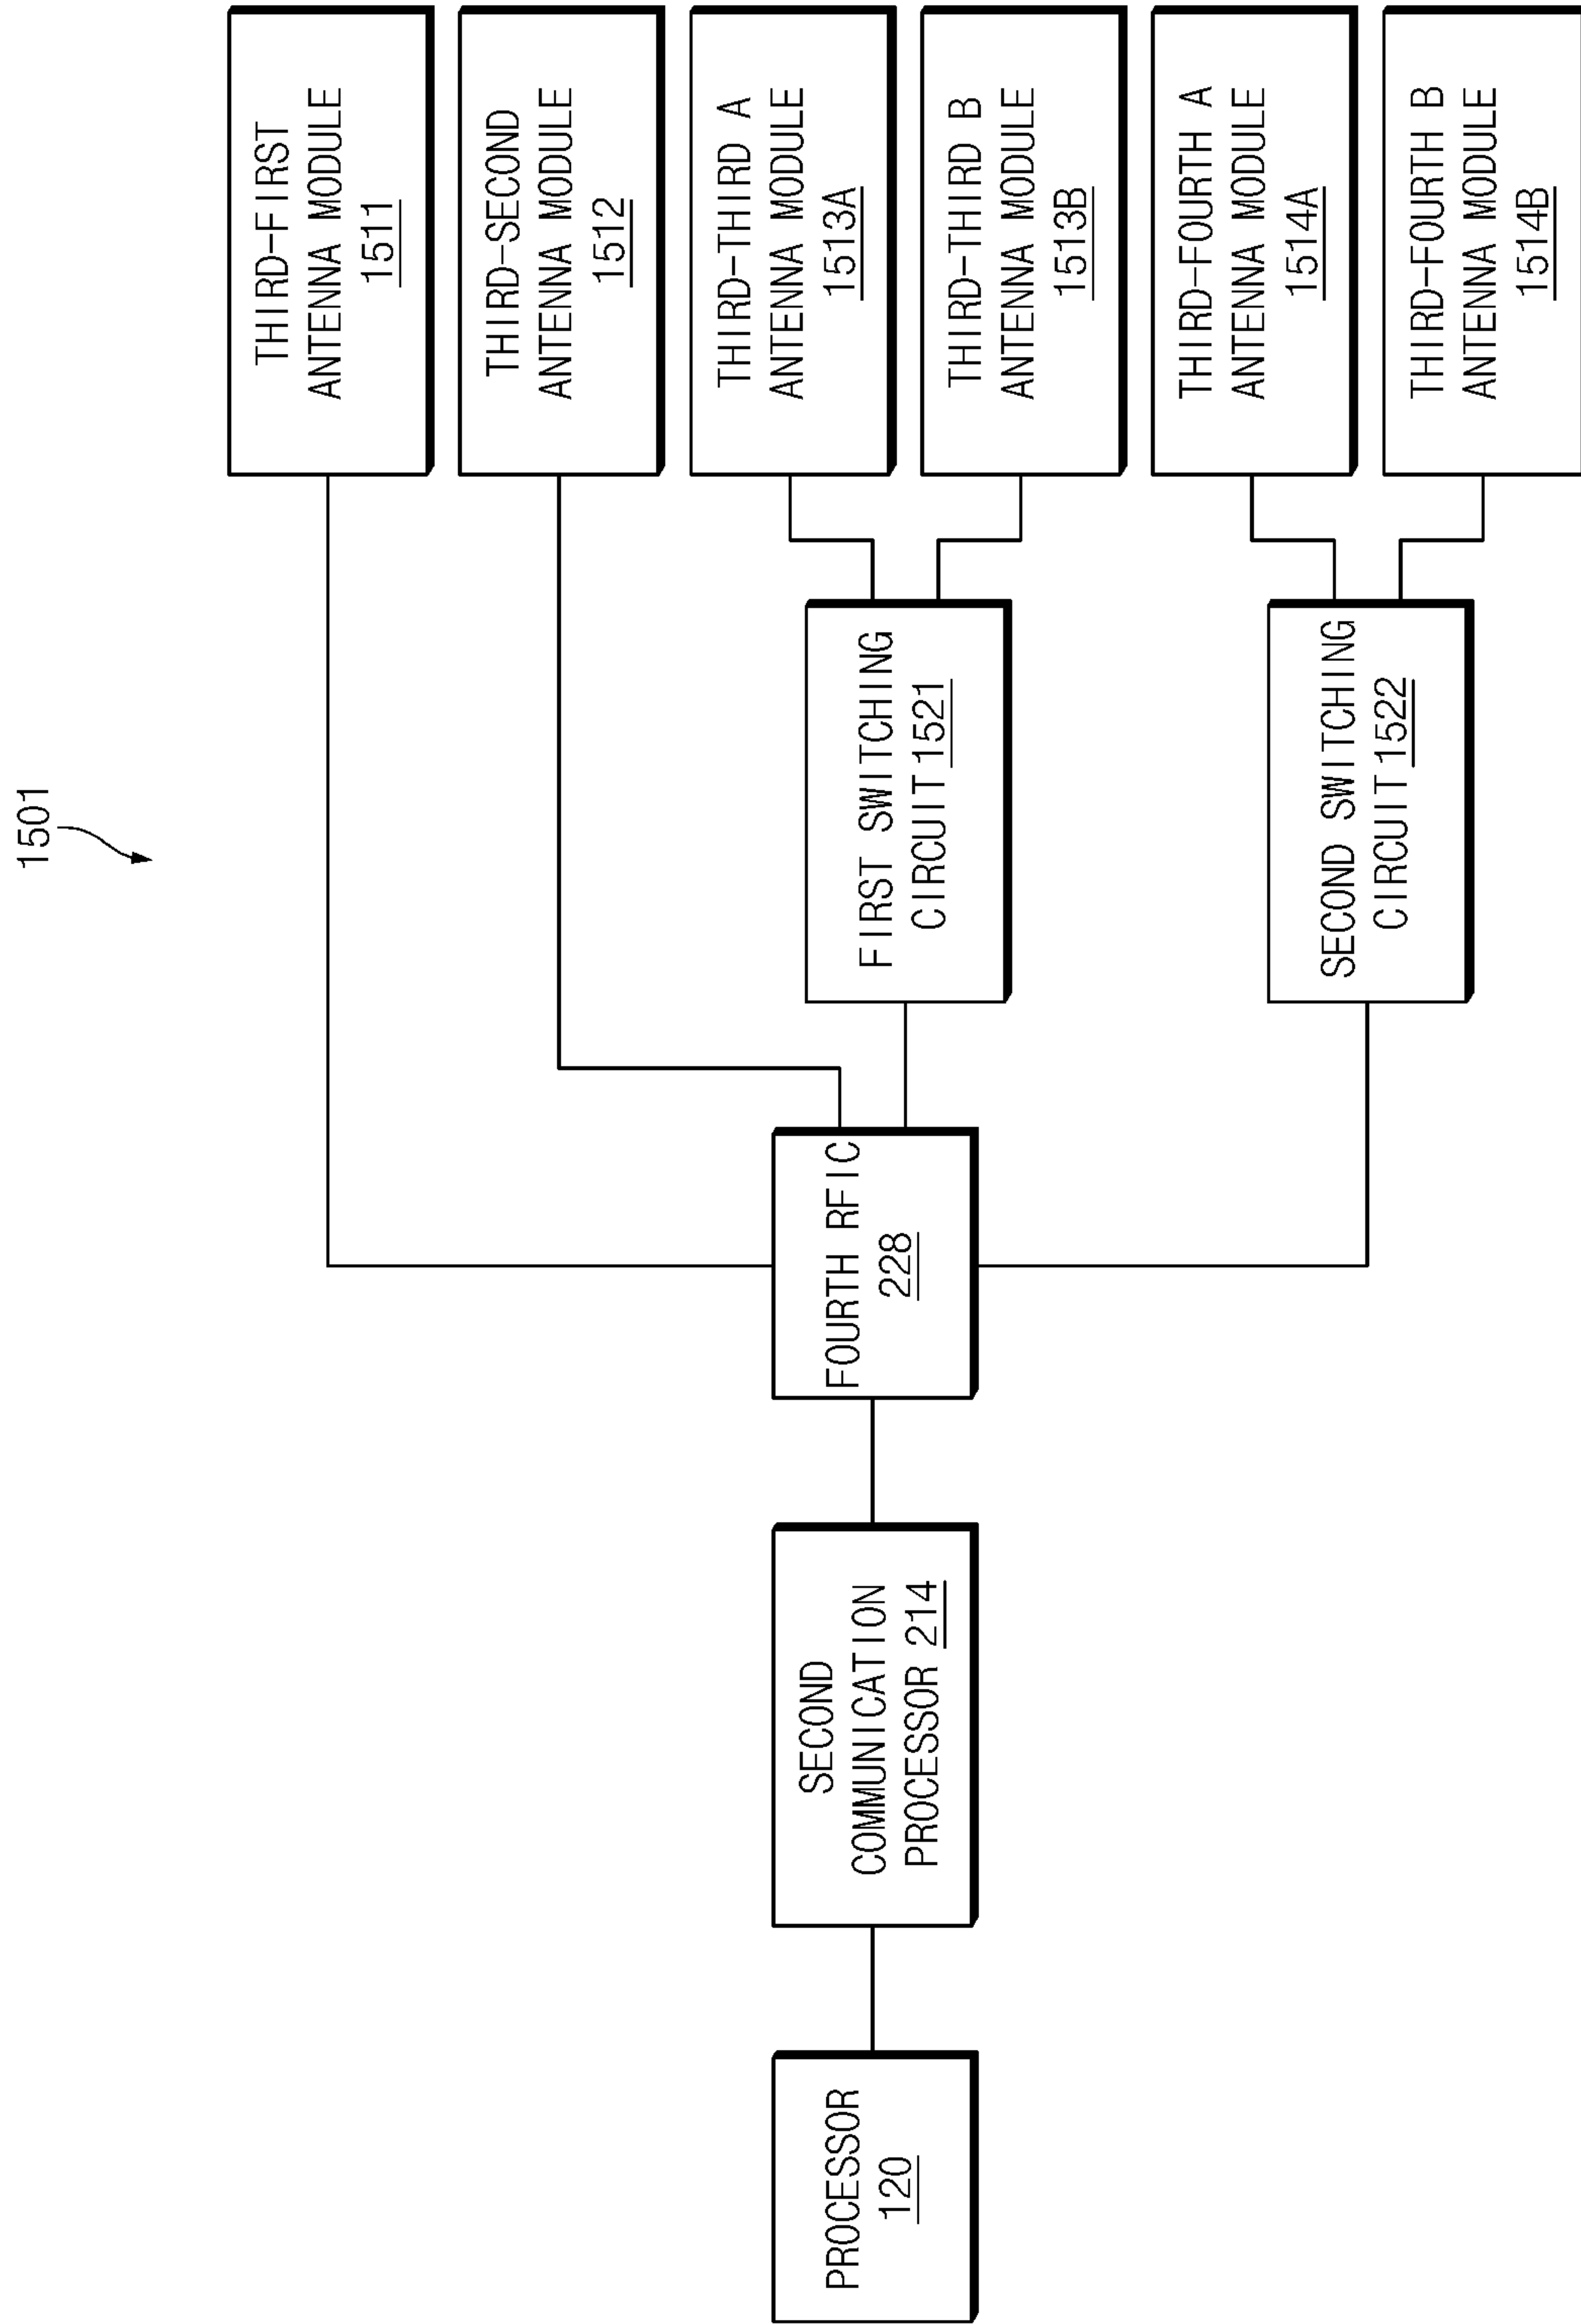 1501
PROCESSOR
120
SECOND
COMMUNICATION
PROCESSOR 214
FOURTH RFIC
228
FIRST SWITCHING
CIRCUIT 1521
SECOND SWITCHING
CIRCUIT 1522
THIRD-FIRST
ANTENNA MODULE
1511
THIRD-SECOND
ANTENNA MODULE
1512
THIRD-THIRD A
ANTENNA MODULE
1513A
THIRD-THIRD B
ANTENNA MODULE
1513B
THIRD-FOURTH A
ANTENNA MODULE
1514A
THIRD-FOURTH B
ANTENNA MODULE
1514B